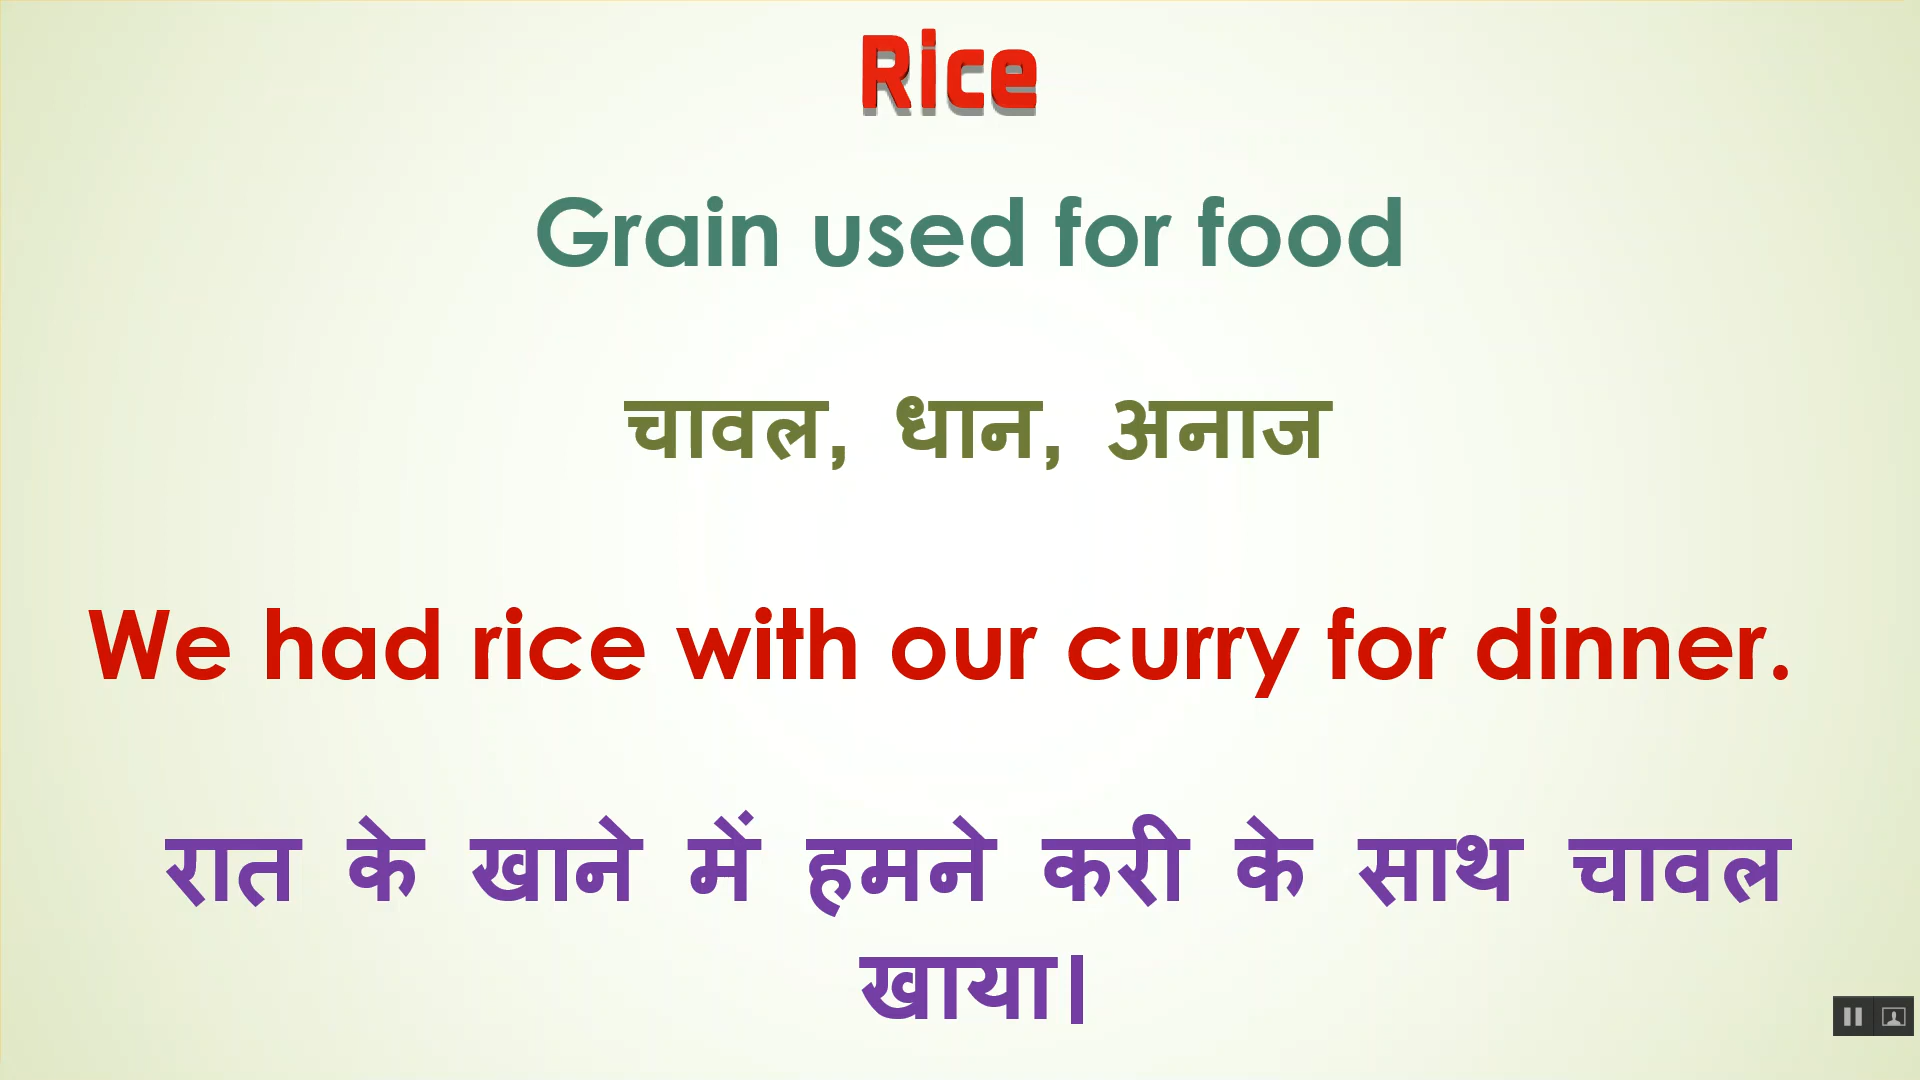 Rice
Grain used for food
चावल, धान, अनाज
We had rice with our curry for dinner.
रात के खाने में हमने करी के साथ चावल
खाया।